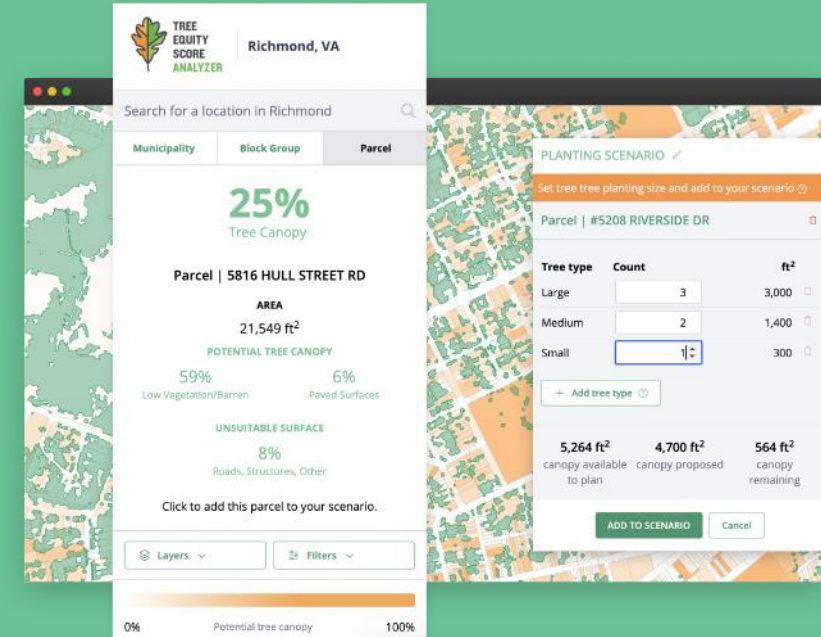 TREE
EQUITY
SCORE
ANALYZER
Richmond, VA
Search for a location in Richmond
Municipality Block Group Parcel
25%
Tree Canopy
Parcel | 5816 HULL STREET RD
AREA
21,549 ft²
POTENTIAL TREE CANOPY
59% 6%
Low Vegetation/Barren Paved Surfaces
UNSUITABLE SURFACE
8%
Roads, Structures, Other
Click to add this parcel to your scenario.
Layers Filters
0% Potential tree canopy 100%
PLANTING SCENARIO
Set tree tree planting size and add to your scenario
Parcel | #5208 RIVERSIDE DR
Tree type Count ft²
Large 3 3,000
Medium 2 1,400
Small 1 300
+ Add tree type
5,264 ft² 4,700 ft² 564 ft²
canopy available canopy proposed canopy
to plan remaining
ADD TO SCENARIO Cancel